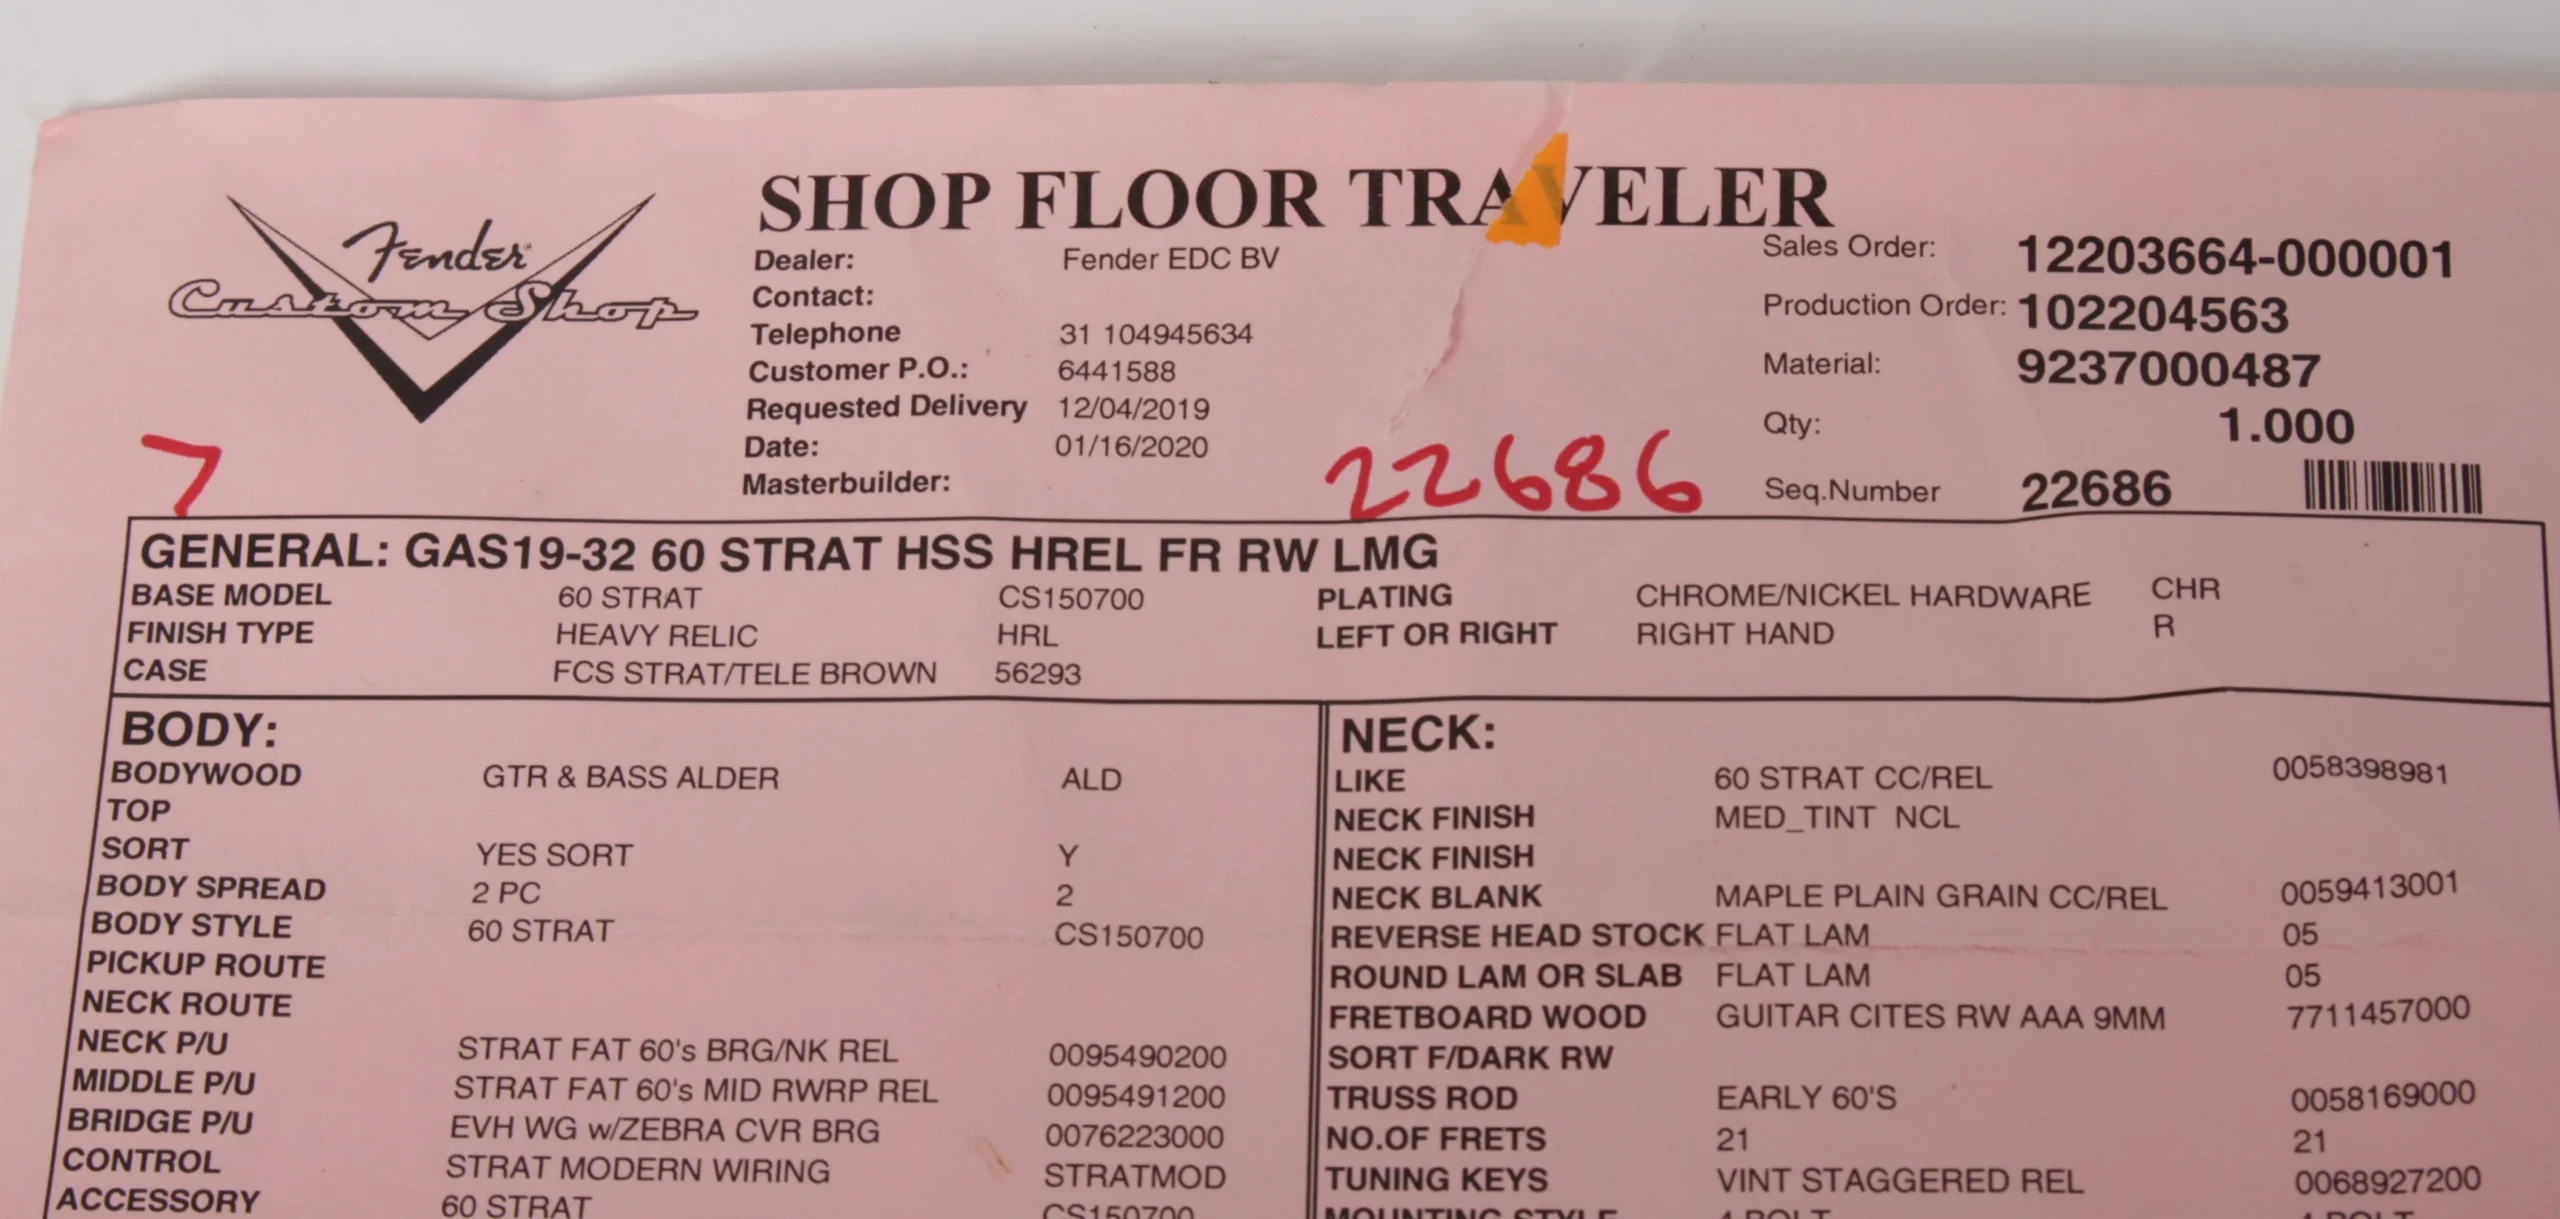 SHOP FLOOR TRAVELER
Fender
Custom Shop
Dealer: Fender EDC BV
Contact:
Telephone 31 104945634
Customer P.O.: 6441588
Requested Delivery 12/04/2019
Date: 01/16/2020
Masterbuilder:
Sales Order: 12203664-000001
Production Order: 102204563
Material: 9237000487
Qty: 1.000
Seq.Number 22686
7
22686
GENERAL: GAS19-32 60 STRAT HSS HREL FR RW LMG
BASE MODEL 60 STRAT CS150700 PLATING CHROME/NICKEL HARDWARE CHR
FINISH TYPE HEAVY RELIC HRL LEFT OR RIGHT RIGHT HAND R
CASE FCS STRAT/TELE BROWN 56293
BODY:
BODYWOOD GTR & BASS ALDER ALD
TOP
SORT YES SORT Y
BODY SPREAD 2 PC 2
BODY STYLE 60 STRAT CS150700
PICKUP ROUTE
NECK ROUTE
NECK P/U STRAT FAT 60's BRG/NK REL 0095490200
MIDDLE P/U STRAT FAT 60's MID RWRP REL 0095491200
BRIDGE P/U EVH WG w/ZEBRA CVR BRG 0076223000
CONTROL STRAT MODERN WIRING STRATMOD
ACCESSORY 60 STRAT CS150700
NECK:
LIKE 60 STRAT CC/REL 0058398981
NECK FINISH MED_TINT NCL
NECK FINISH
NECK BLANK MAPLE PLAIN GRAIN CC/REL 0059413001
REVERSE HEAD STOCK FLAT LAM 05
ROUND LAM OR SLAB FLAT LAM 05
FRETBOARD WOOD GUITAR CITES RW AAA 9MM 7711457000
SORT F/DARK RW
TRUSS ROD EARLY 60'S 0058169000
NO.OF FRETS 21 21
TUNING KEYS VINT STAGGERED REL 0068927200
MOUNTING STYLE 4 BOLT 4 BOLT